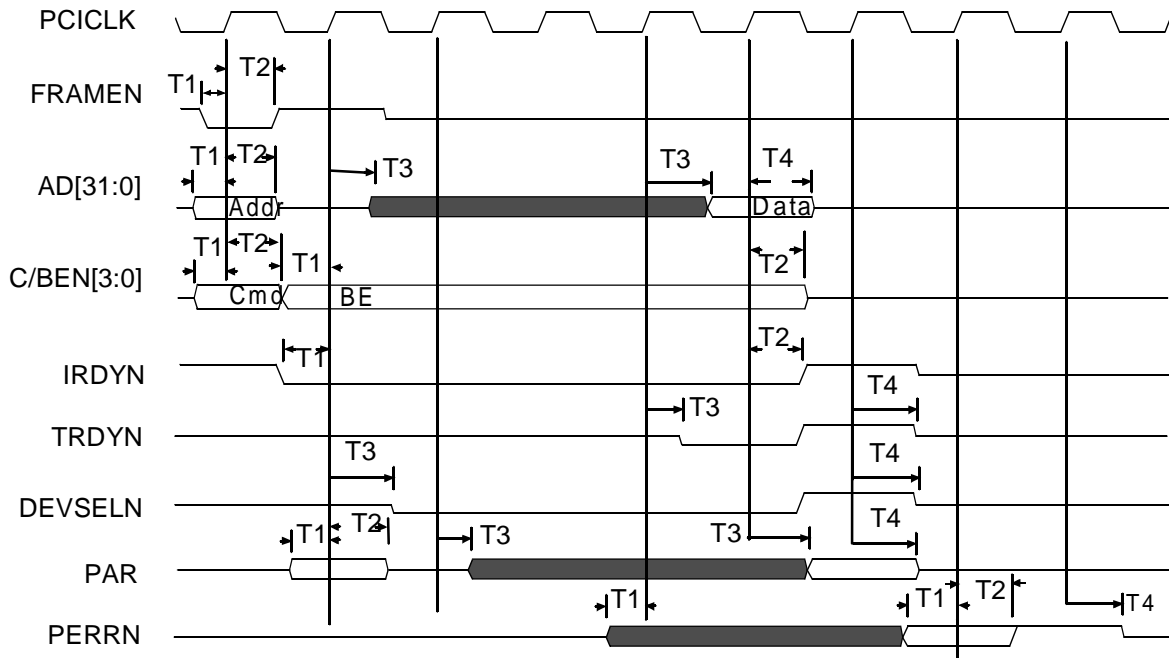 PCICLK
T2
T1
FRAMEN
T1 T2 T3 T3 T4
AD[31:0]
Addr Data
T1 T2 T1 T2
C/BEN[3:0]
Cmd BE
T1 T2
IRDYN
T3 T4
TRDYN
T3 T4
DEVSELN
T1 T2 T3 T3 T4
PAR
T1 T1 T2 T4
PERRN